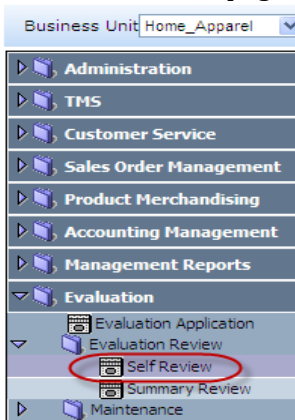 Business Unit Home_Apparel
Administration
TMS
Customer Service
Sales Order Management
Product Merchandising
Accounting Management
Management Reports
Evaluation
Evaluation Application
Evaluation Review
Self Review
Summary Review
Maintenance